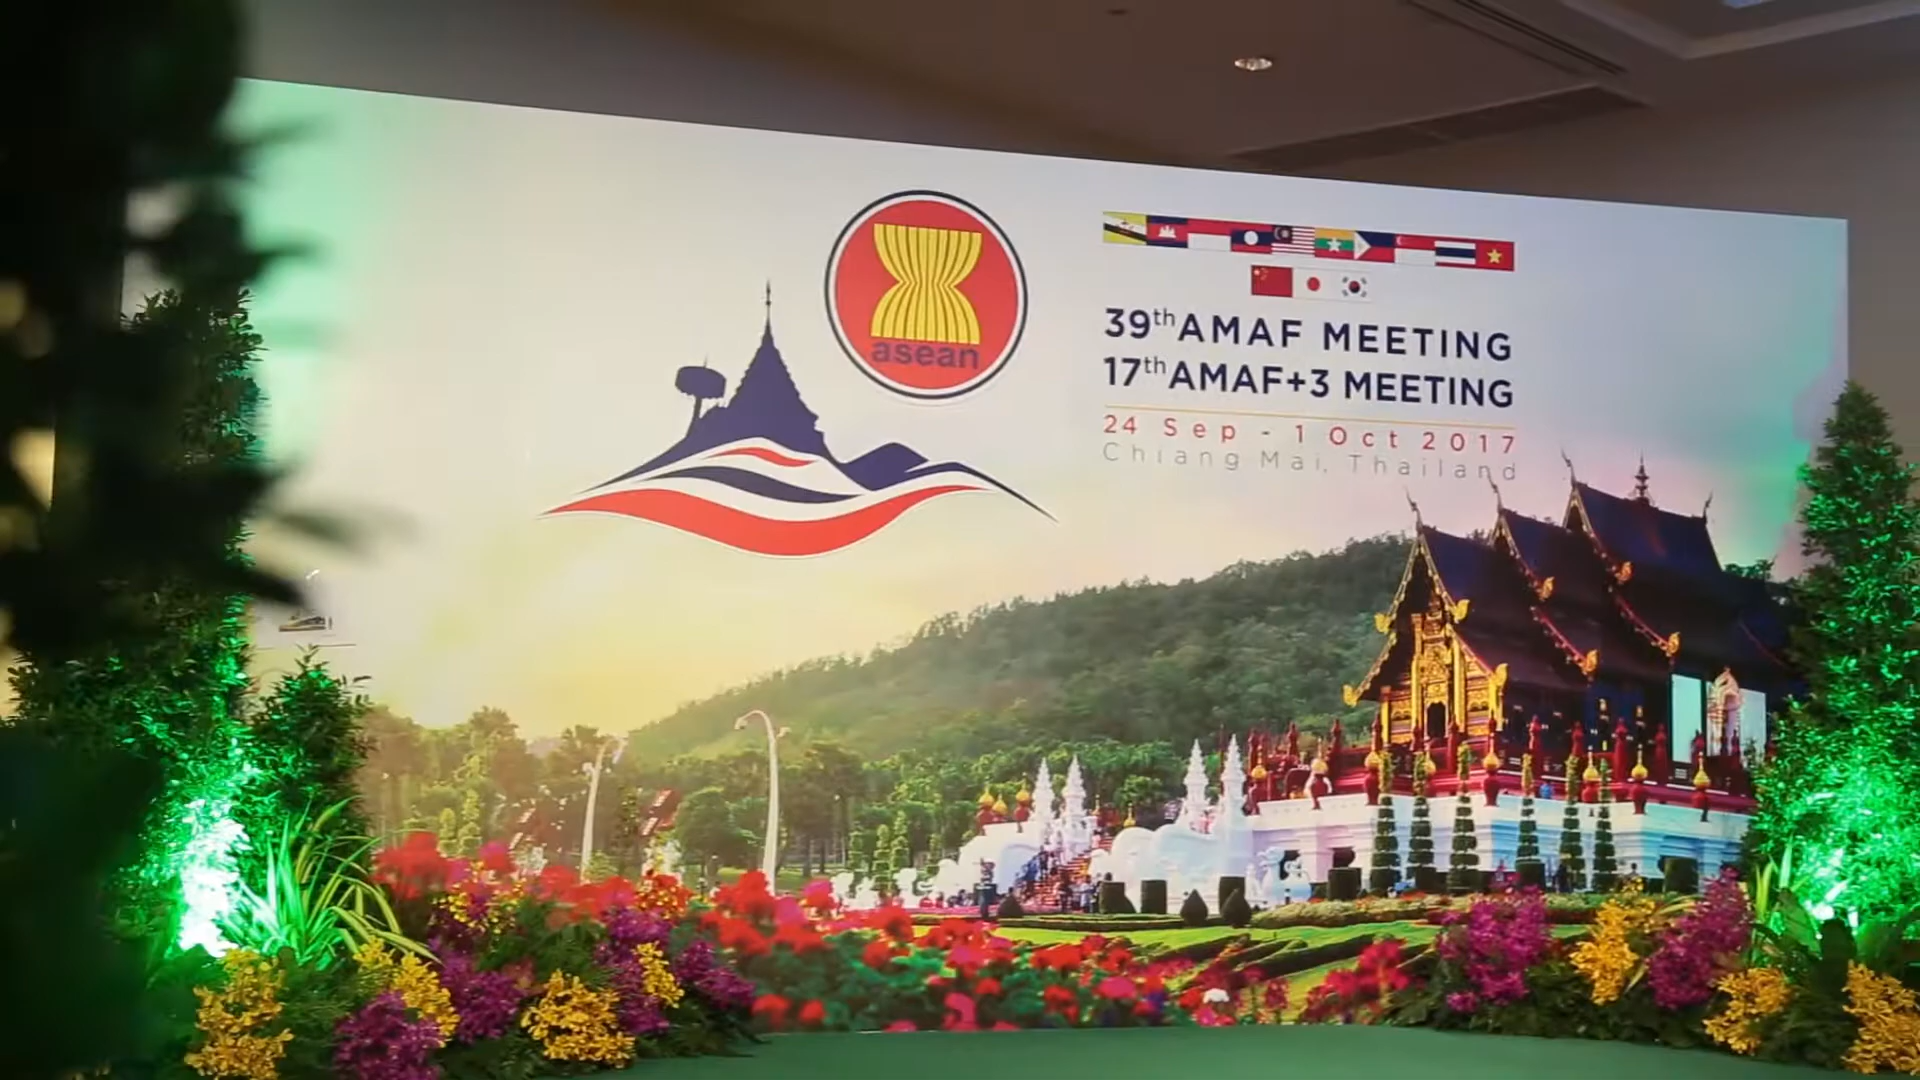 asean
39th AMAF MEETING
17th AMAF+3 MEETING
24 Sep - 1 Oct 2017
Chiang Mai, Thailand